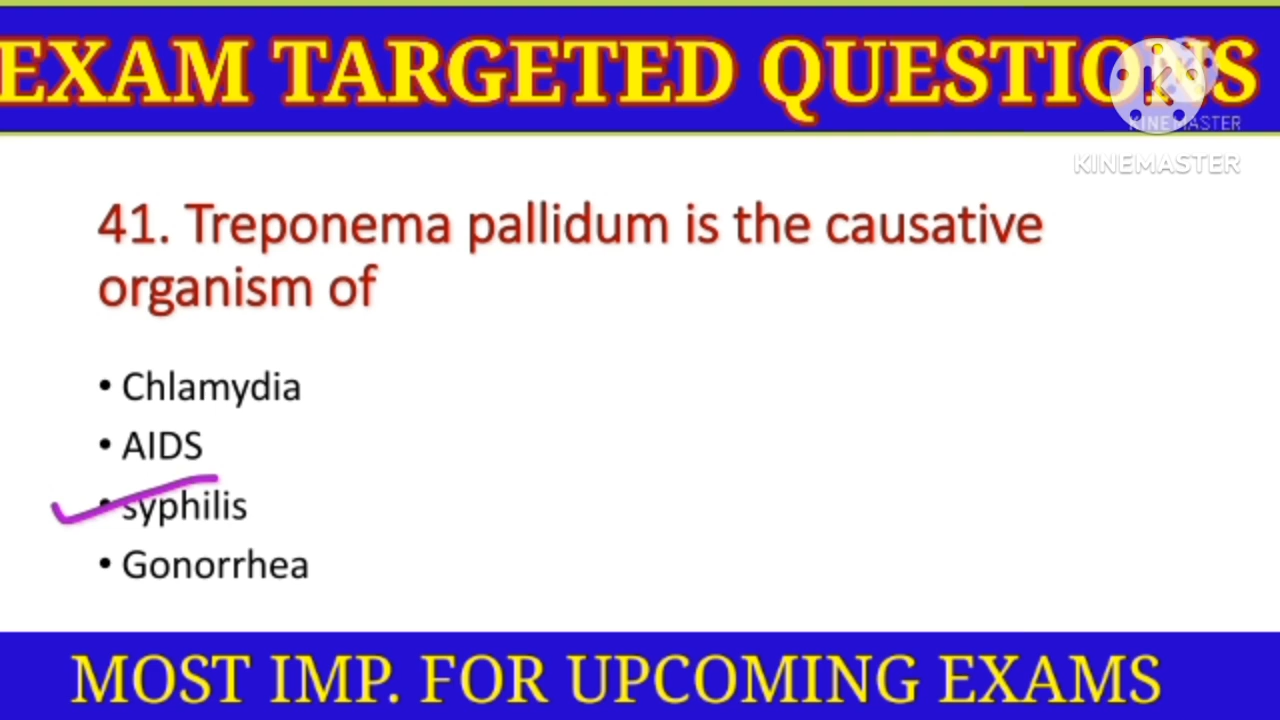 EXAM TARGETED QUESTIONS
KINEMASTER
KINEMASTER
41. Treponema pallidum is the causative
organism of
• Chlamydia
• AIDS
• syphilis
• Gonorrhea
MOST IMP. FOR UPCOMING EXAMS